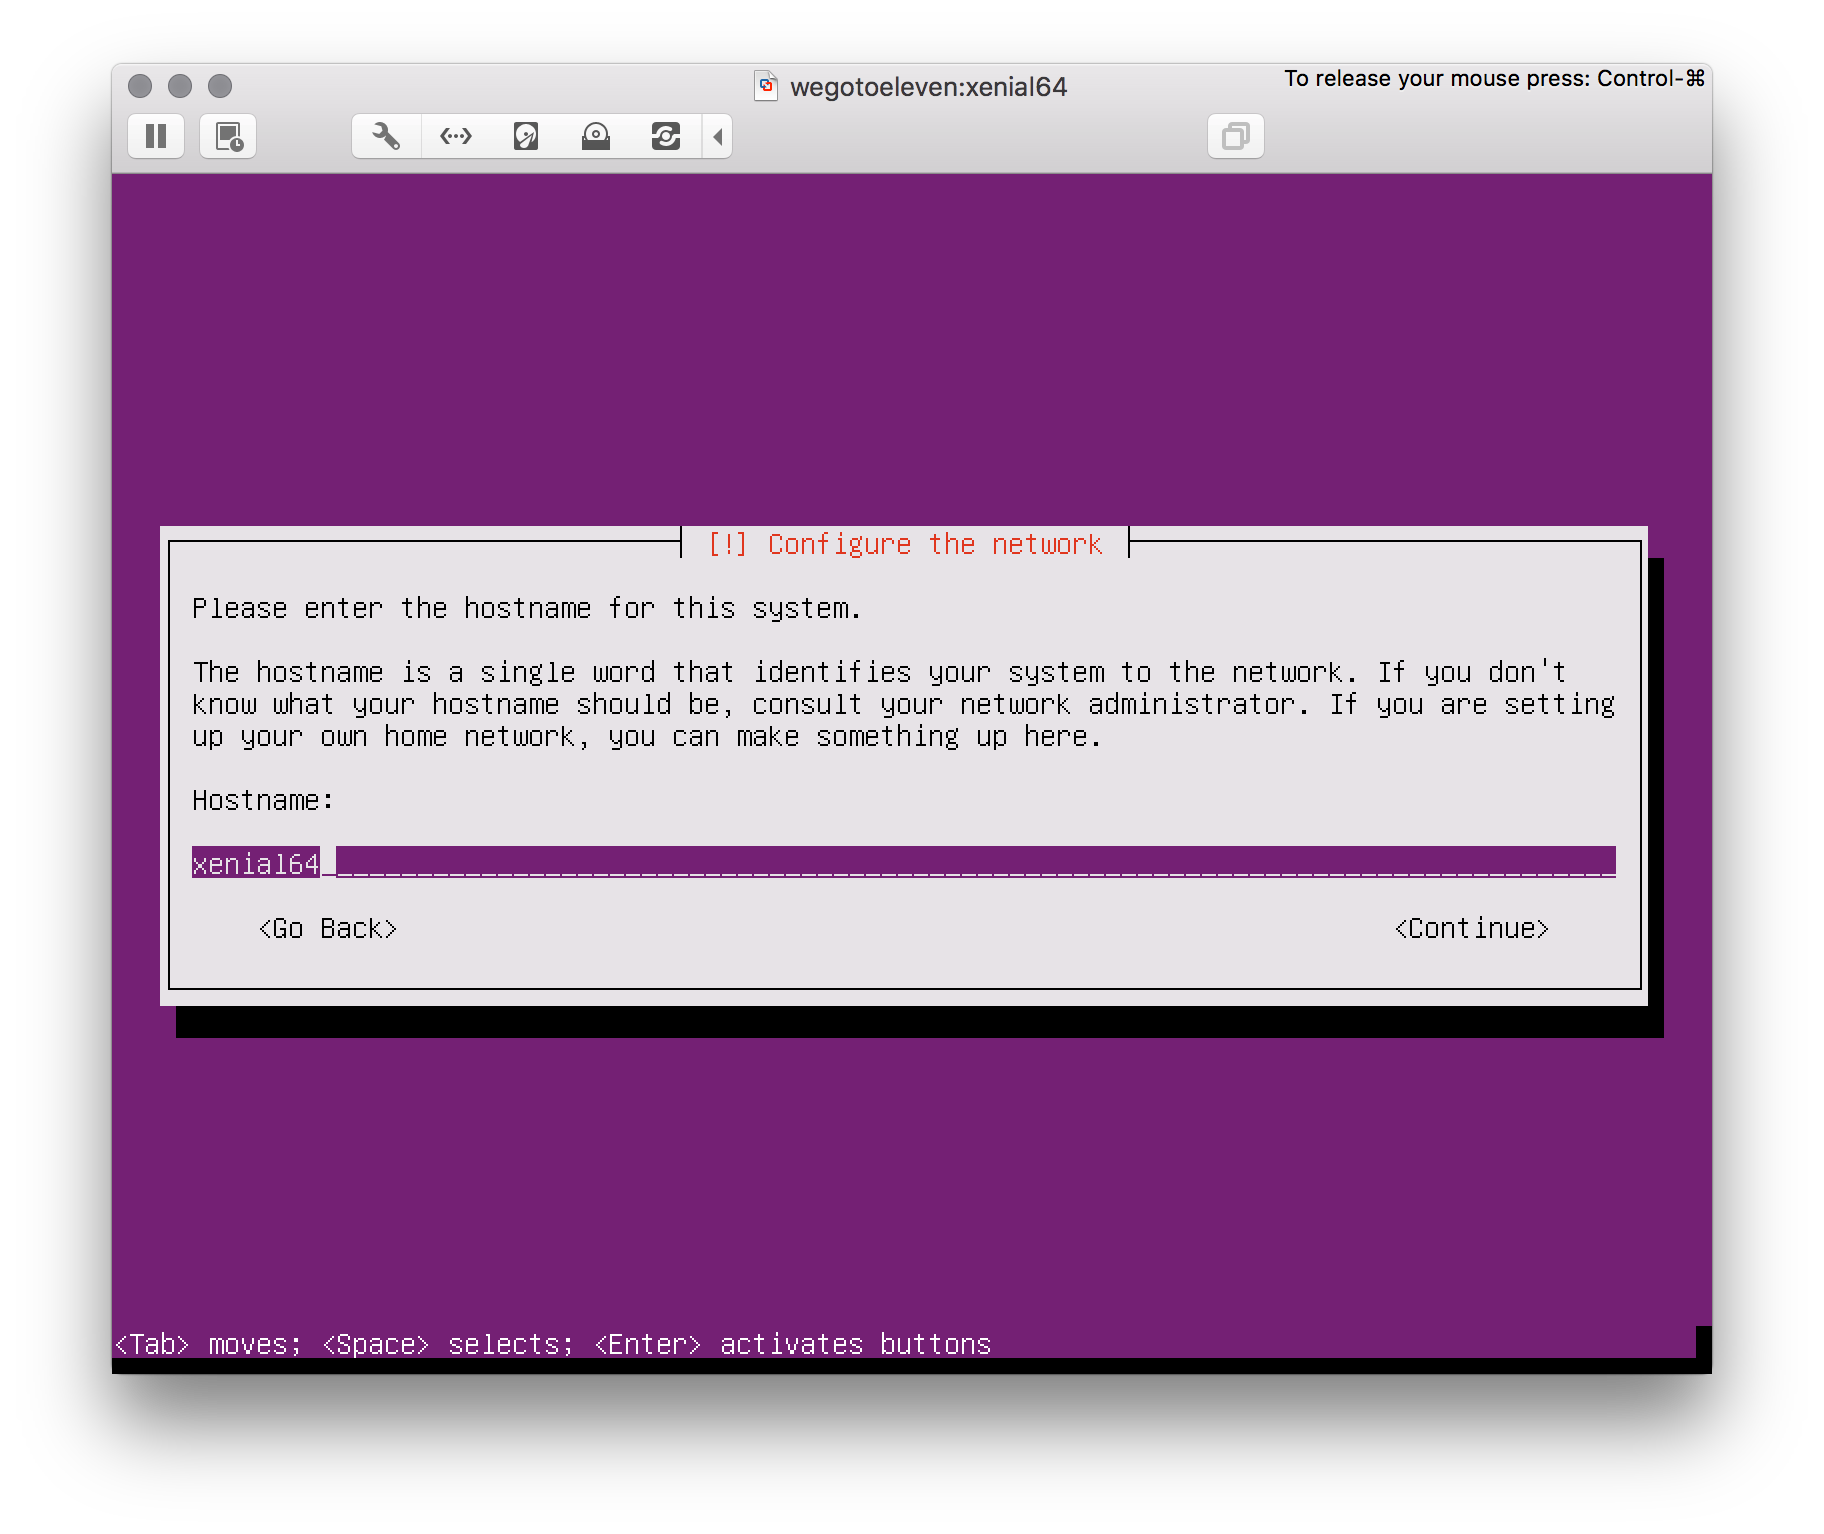 wegotoeleven:xenial64
To release your mouse press: Control-⌘
[!] Configure the network
Please enter the hostname for this system.
The hostname is a single word that identifies your system to the network. If you don't
know what your hostname should be, consult your network administrator. If you are setting
up your own home network, you can make something up here.
Hostname:
xenial64
<Go Back> <Continue>
<Tab> moves; <Space> selects; <Enter> activates buttons